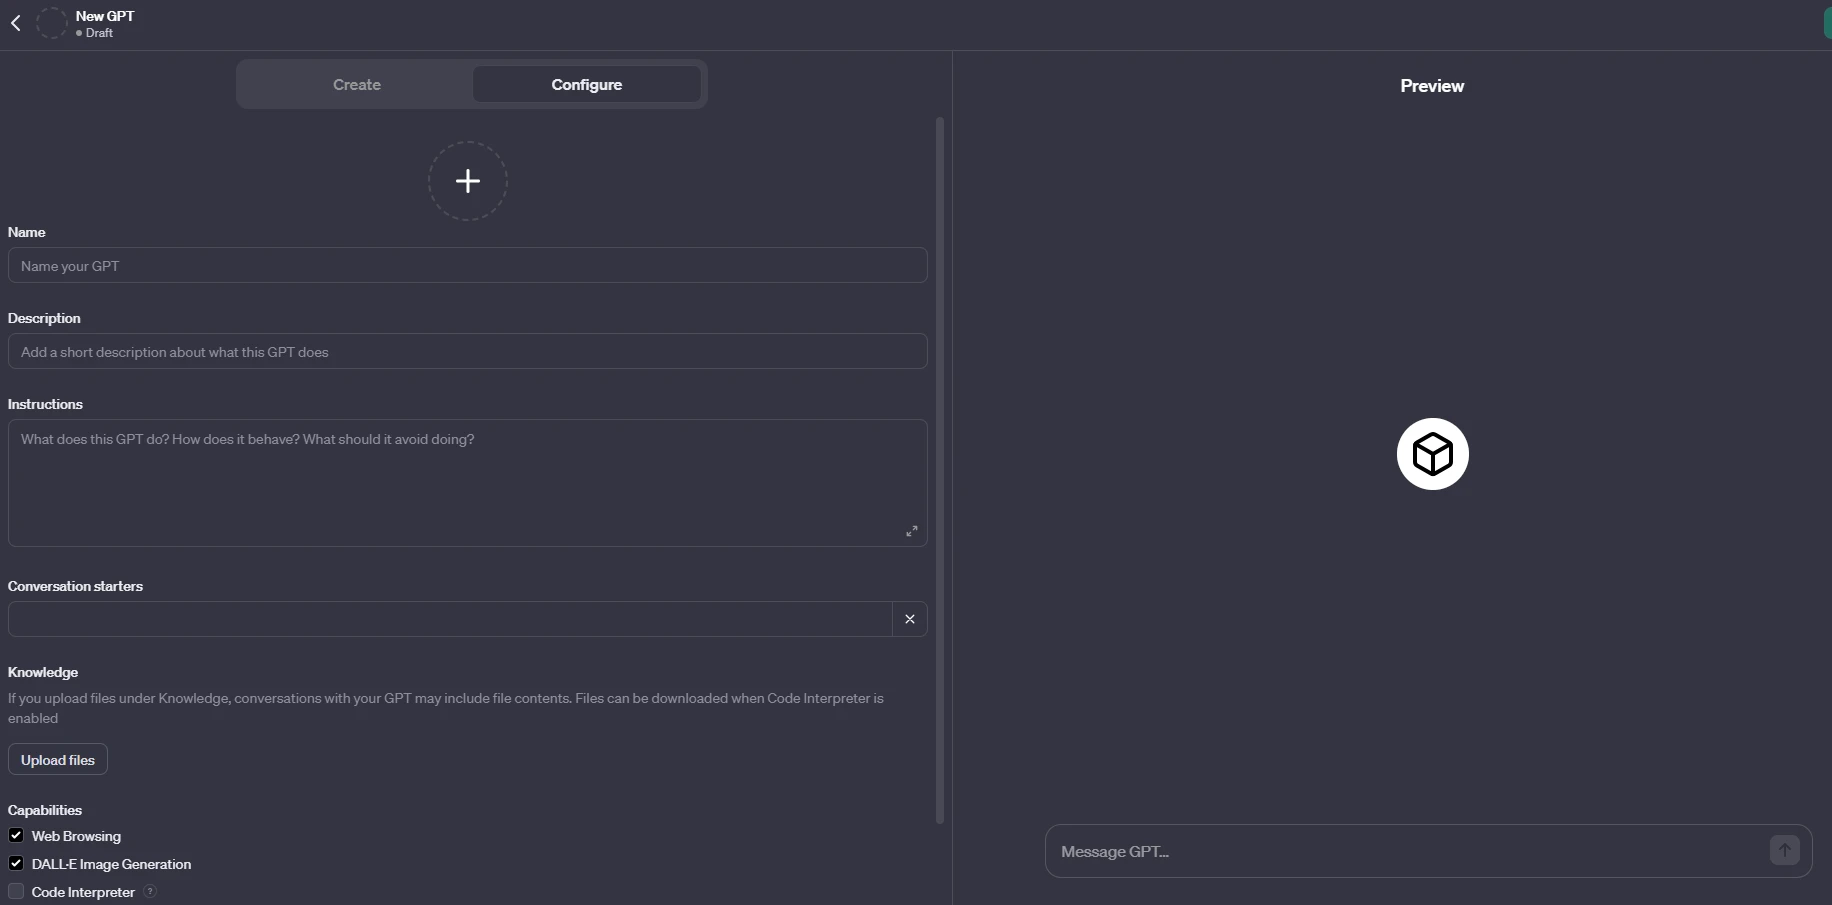 New GPT
Draft
Create
Configure
Preview
Name
Name your GPT
Description
Add a short description about what this GPT does
Instructions
What does this GPT do? How does it behave? What should it avoid doing?
Conversation starters
Knowledge
If you upload files under Knowledge, conversations with your GPT may include file contents. Files can be downloaded when Code Interpreter is
enabled
Upload files
Capabilities
Web Browsing
DALL·E Image Generation
Code Interpreter ?
Message GPT...